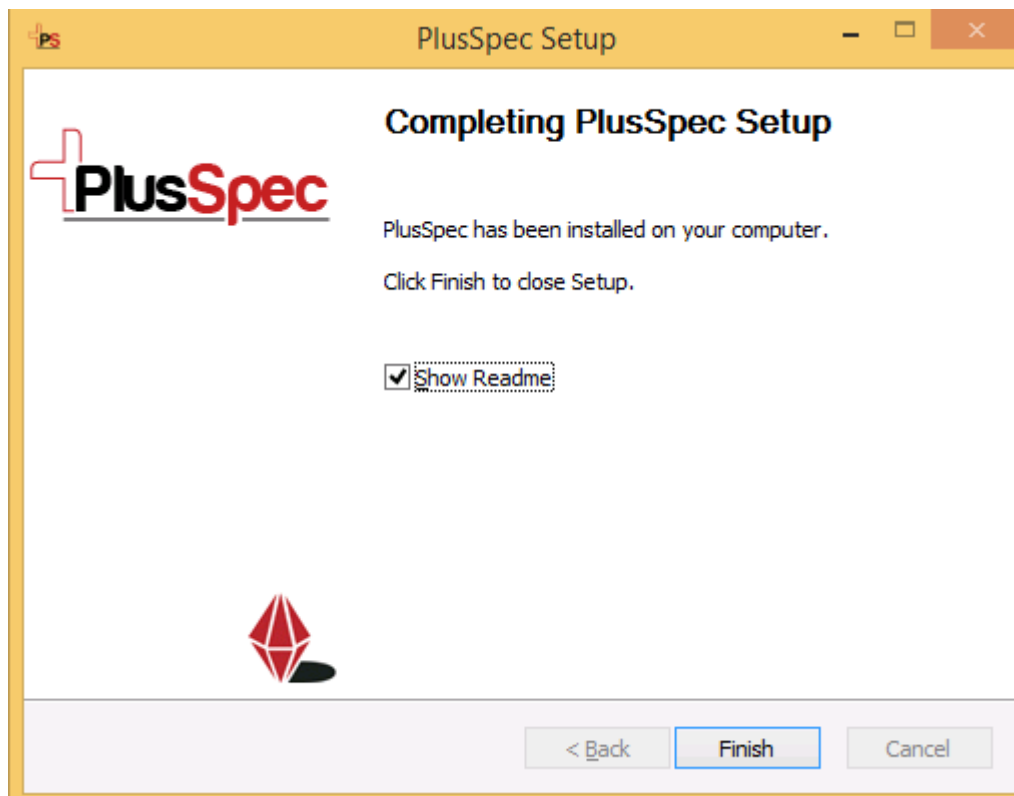 PS
PlusSpec Setup
Completing PlusSpec Setup
PlusSpec
PlusSpec has been installed on your computer.
Click Finish to close Setup.
Show Readme
< Back
Finish
Cancel